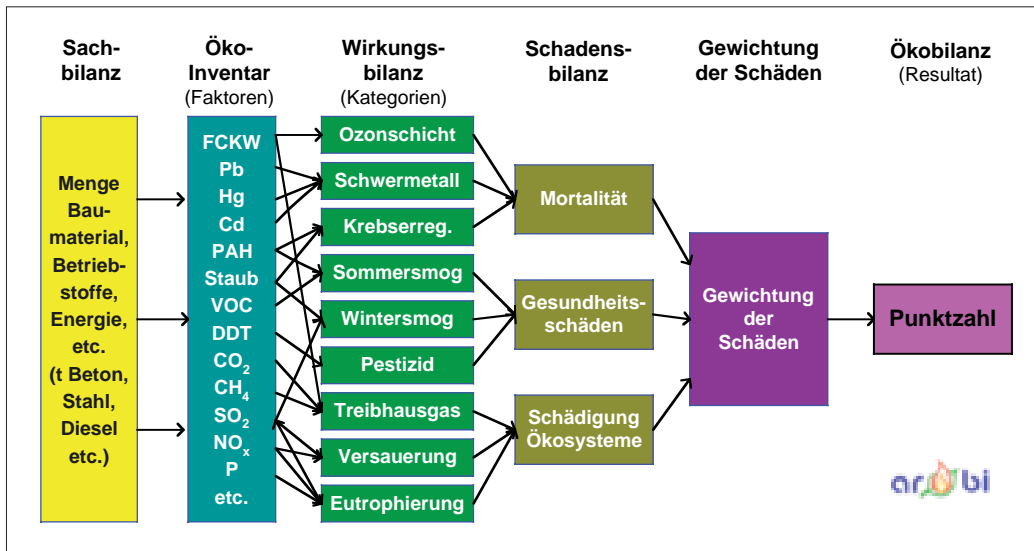 Sach-
bilanz
Öko-
Inventar
(Faktoren)
Wirkungs-
bilanz
(Kategorien)
Schadens-
bilanz
Gewichtung
der Schäden
Ökobilanz
(Resultat)
Menge
Bau-
material,
Betrieb-
stoffe,
Energie,
etc.
(t Beton,
Stahl,
Diesel
etc.)
FCKW
Pb
Hg
Cd
PAH
Staub
VOC
DDT
CO₂
CH₄
SO₂
NOₓ
P
etc.
Ozonschicht
Schwermetall
Krebserreg.
Sommersmog
Wintersmog
Pestizid
Treibhausgas
Versauerung
Eutrophierung
Mortalität
Gesundheits-
schäden
Schädigung
Ökosysteme
Gewichtung
der
Schäden
Punktzahl
arobi